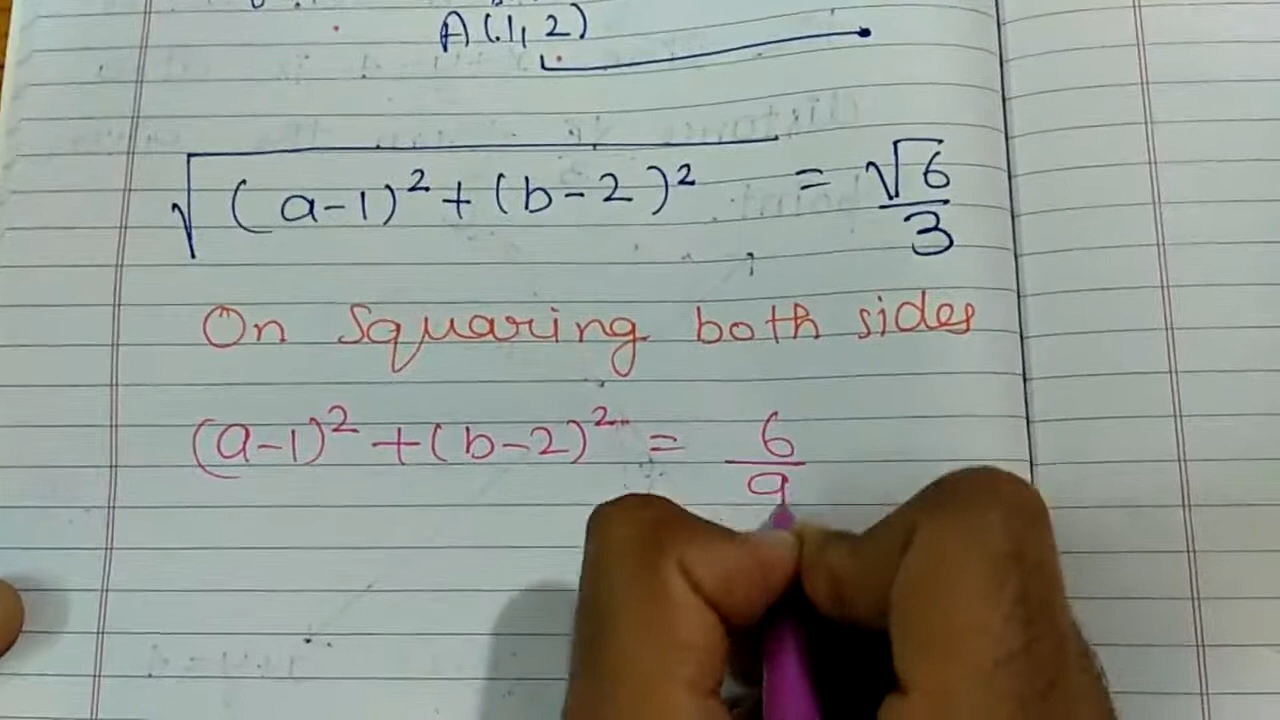 A(1, 2)
√(a-1)² + (b-2)² = √6/3
On Squaring both sides
(a-1)² + (b-2)² = 6/9